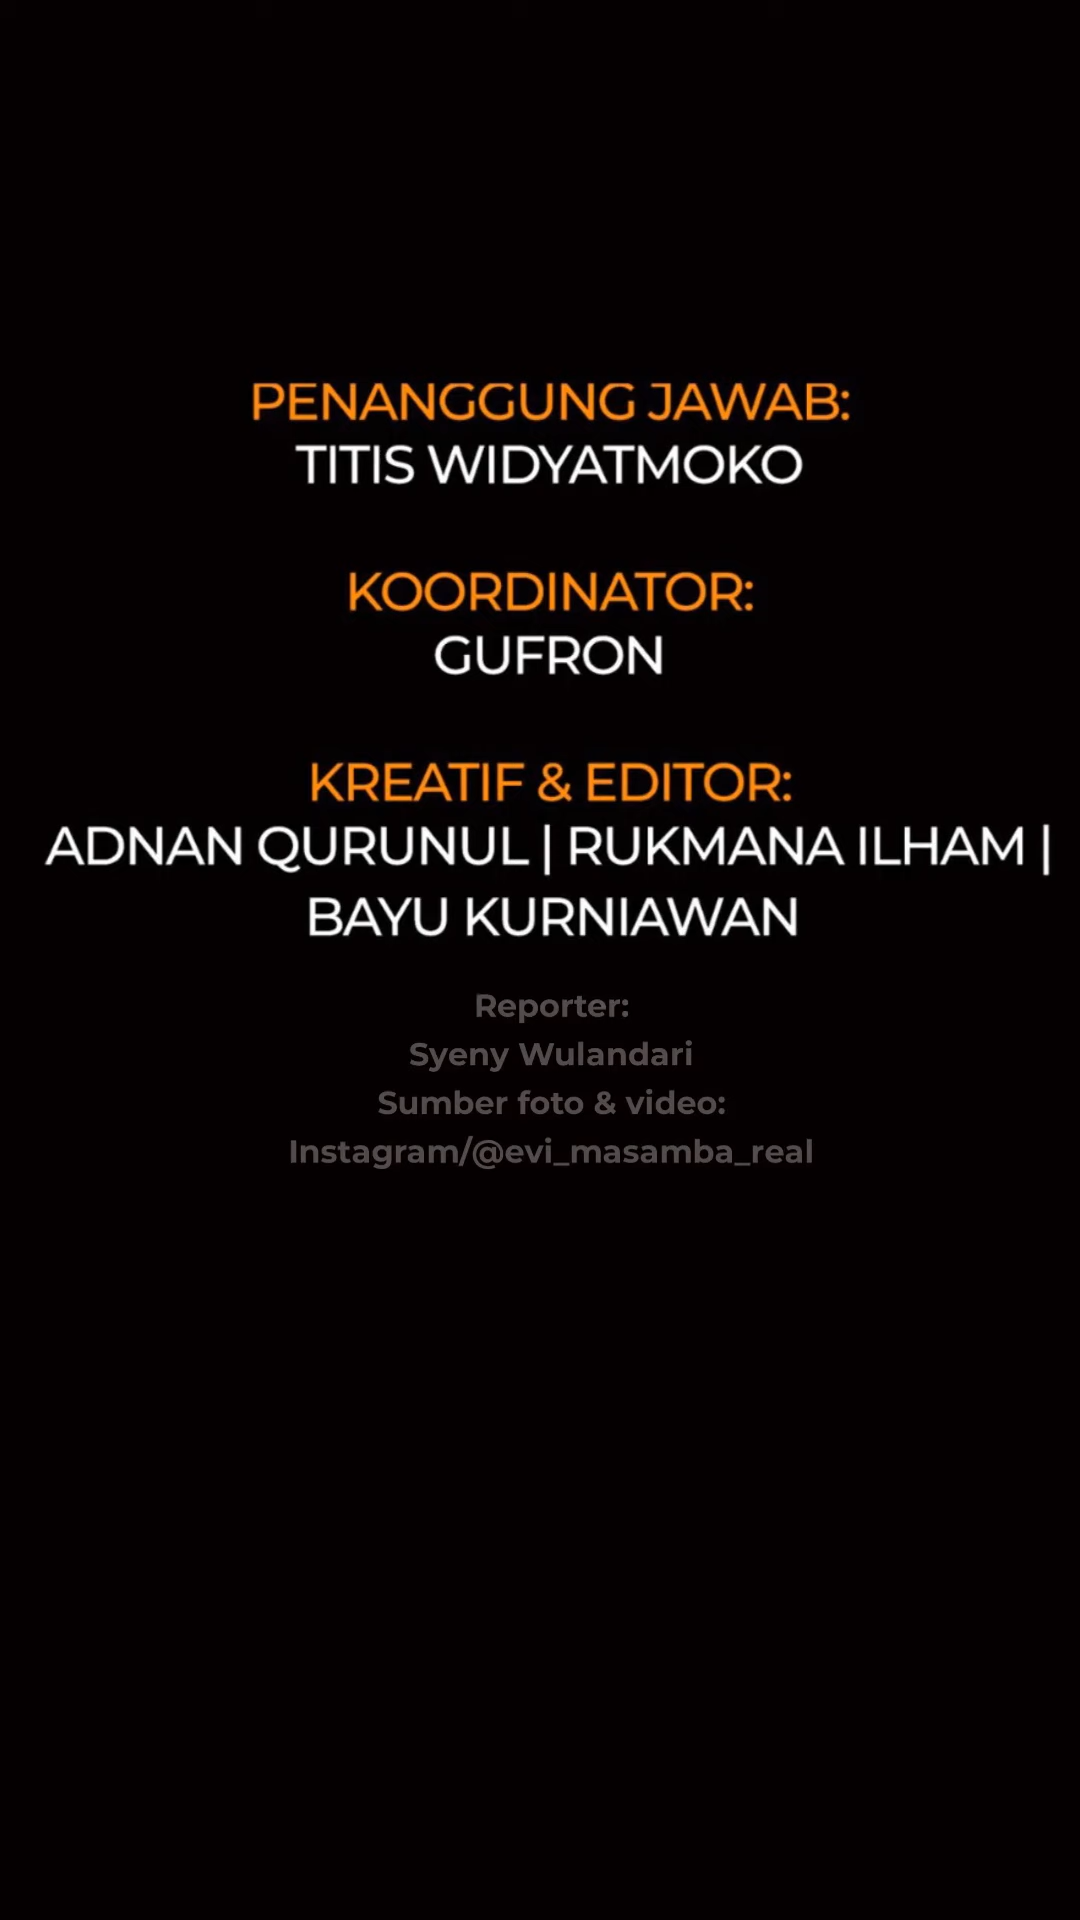 PENANGGUNG JAWAB:
TITIS WIDYATMOKO
KOORDINATOR:
GUFRON
KREATIF & EDITOR:
ADNAN QURUNUL | RUKMANA ILHAM |
BAYU KURNIAWAN
Reporter:
Syeny Wulandari
Sumber foto & video:
Instagram/@evi_masamba_real